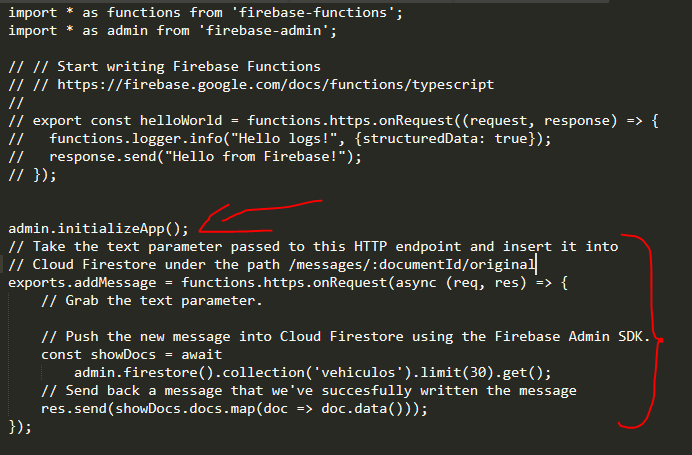 import * as functions from 'firebase-functions';
import * as admin from 'firebase-admin';
// // Start writing Firebase Functions
// // https://firebase.google.com/docs/functions/typescript
//
// export const helloWorld = functions.https.onRequest((request, response) => {
//   functions.logger.info("Hello logs!", {structuredData: true});
//   response.send("Hello from Firebase!");
// });
admin.initializeApp();
// Take the text parameter passed to this HTTP endpoint and insert it into
// Cloud Firestore under the path /messages/:documentId/original
exports.addMessage = functions.https.onRequest(async (req, res) => {
    // Grab the text parameter.
    // Push the new message into Cloud Firestore using the Firebase Admin SDK.
    const showDocs = await
        admin.firestore().collection('vehiculos').limit(30).get();
    // Send back a message that we've succesfully written the message
    res.send(showDocs.docs.map(doc => doc.data()));
});